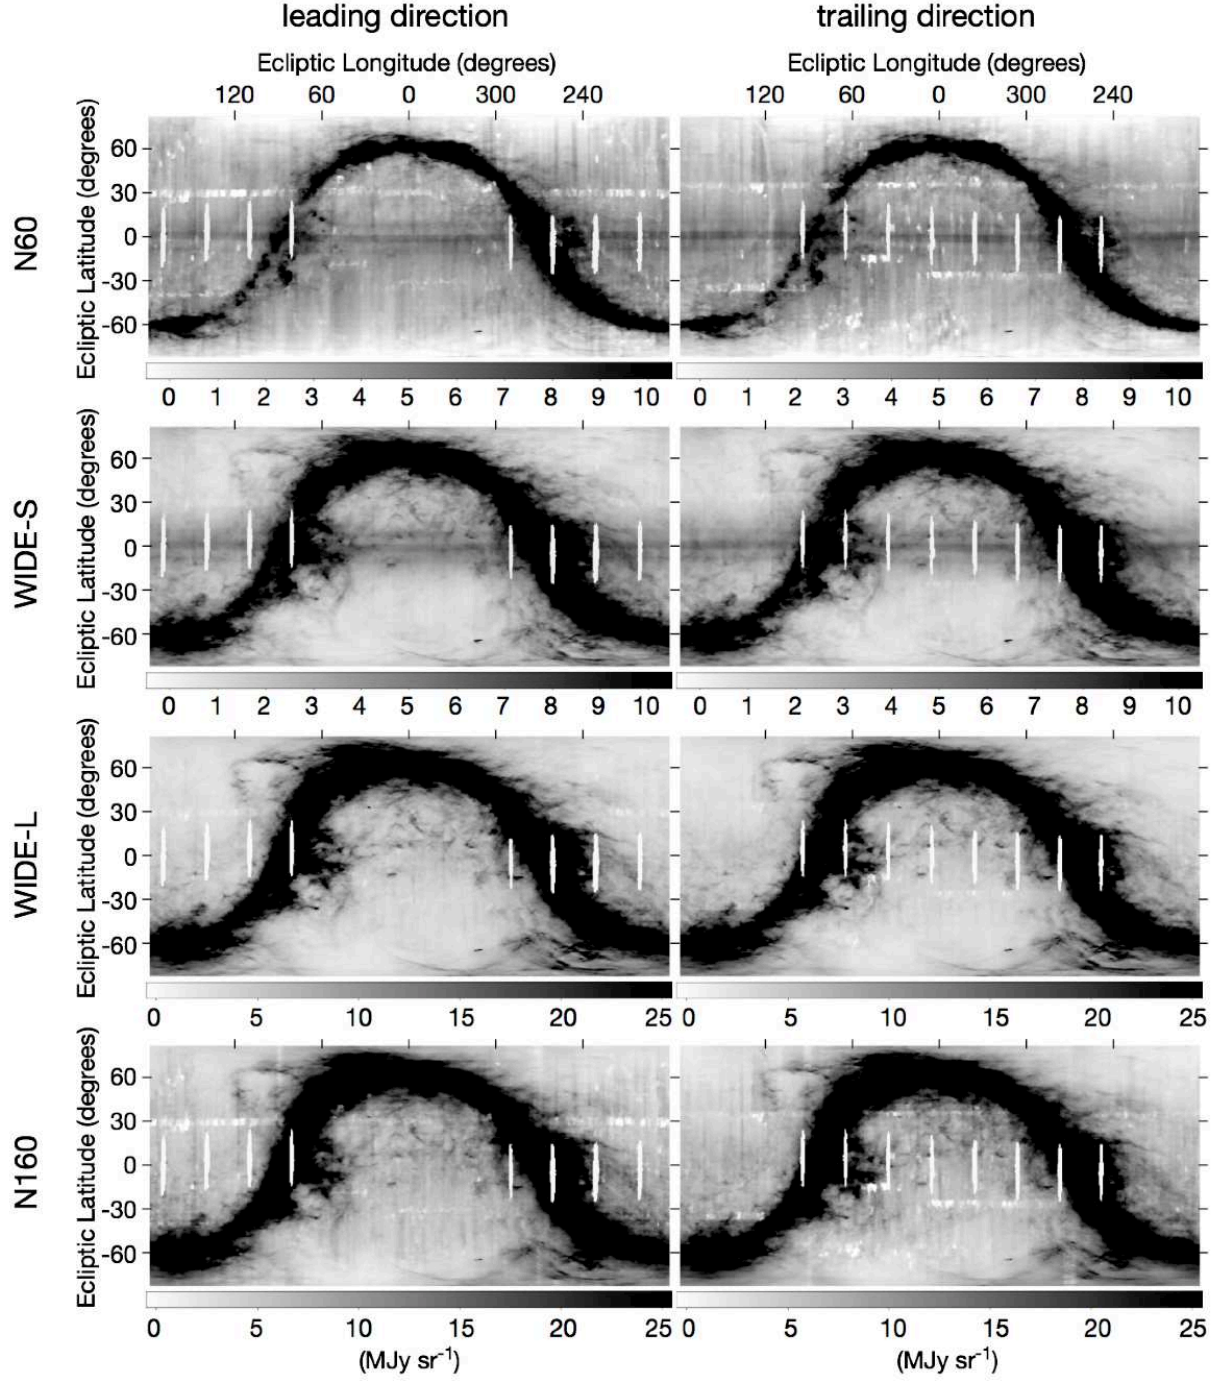 leading direction trailing direction
Ecliptic Longitude (degrees) Ecliptic Longitude (degrees)
120 60 0 300 240 120 60 0 300 240
N60
Ecliptic Latitude (degrees)
60
30
0
-30
-60
0 1 2 3 4 5 6 7 8 9 10 0 1 2 3 4 5 6 7 8 9 10
WIDE-S
Ecliptic Latitude (degrees)
60
30
0
-30
-60
0 1 2 3 4 5 6 7 8 9 10 0 1 2 3 4 5 6 7 8 9 10
WIDE-L
Ecliptic Latitude (degrees)
60
30
0
-30
-60
0 5 10 15 20 25 0 5 10 15 20 25
N160
Ecliptic Latitude (degrees)
60
30
0
-30
-60
0 5 10 15 20 25 0 5 10 15 20 25
(MJy sr⁻¹) (MJy sr⁻¹)